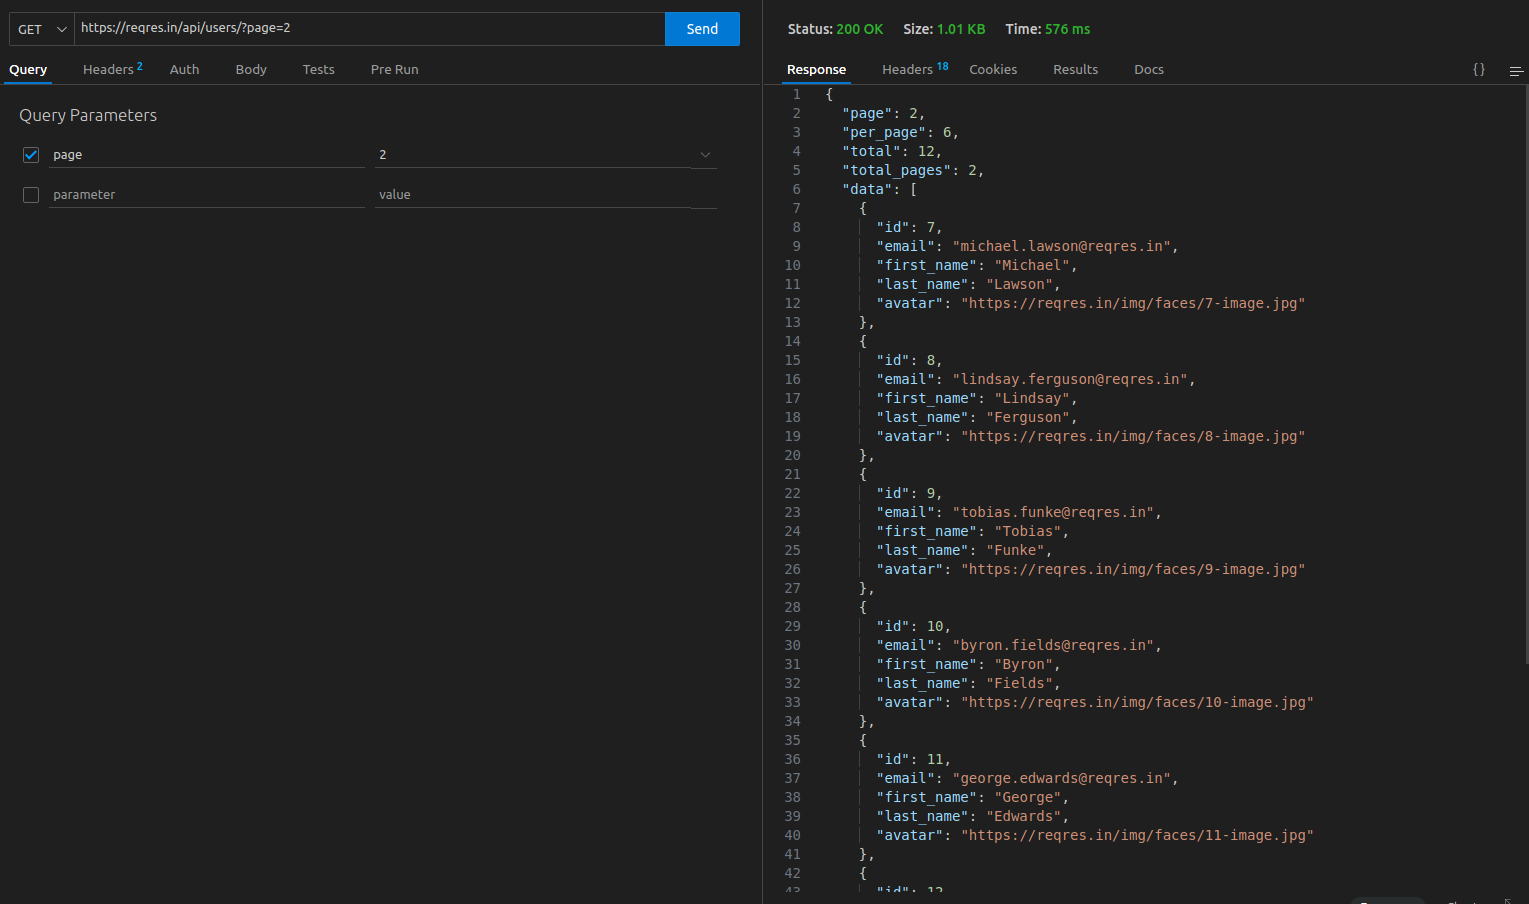 GET https://reqres.in/api/users/?page=2 Send
Query Headers 2 Auth Body Tests Pre Run
Query Parameters
page 2
parameter value
Status: 200 OK Size: 1.01 KB Time: 576 ms
Response Headers 18 Cookies Results Docs {}
1 {
2 "page": 2,
3 "per_page": 6,
4 "total": 12,
5 "total_pages": 2,
6 "data": [
7 {
8 "id": 7,
9 "email": "michael.lawson@reqres.in",
10 "first_name": "Michael",
11 "last_name": "Lawson",
12 "avatar": "https://reqres.in/img/faces/7-image.jpg"
13 },
14 {
15 "id": 8,
16 "email": "lindsay.ferguson@reqres.in",
17 "first_name": "Lindsay",
18 "last_name": "Ferguson",
19 "avatar": "https://reqres.in/img/faces/8-image.jpg"
20 },
21 {
22 "id": 9,
23 "email": "tobias.funke@reqres.in",
24 "first_name": "Tobias",
25 "last_name": "Funke",
26 "avatar": "https://reqres.in/img/faces/9-image.jpg"
27 },
28 {
29 "id": 10,
30 "email": "byron.fields@reqres.in",
31 "first_name": "Byron",
32 "last_name": "Fields",
33 "avatar": "https://reqres.in/img/faces/10-image.jpg"
34 },
35 {
36 "id": 11,
37 "email": "george.edwards@reqres.in",
38 "first_name": "George",
39 "last_name": "Edwards",
40 "avatar": "https://reqres.in/img/faces/11-image.jpg"
41 },
42 {
43 "id": 12